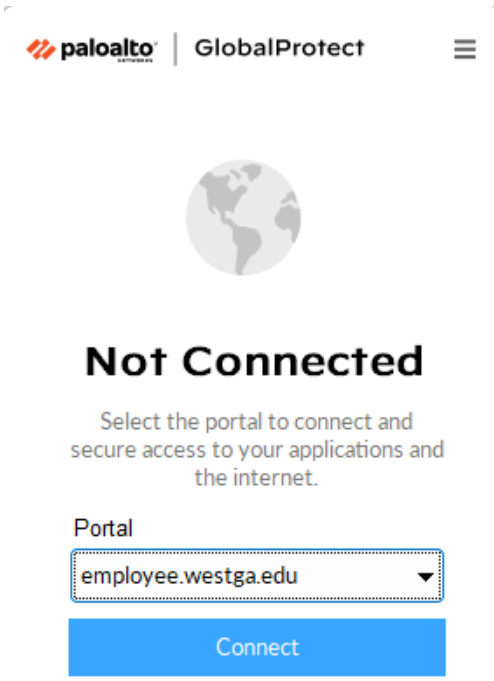 paloalto | GlobalProtect
NETWORKS
Not Connected
Select the portal to connect and
secure access to your applications and
the internet.
Portal
employee.westga.edu
Connect